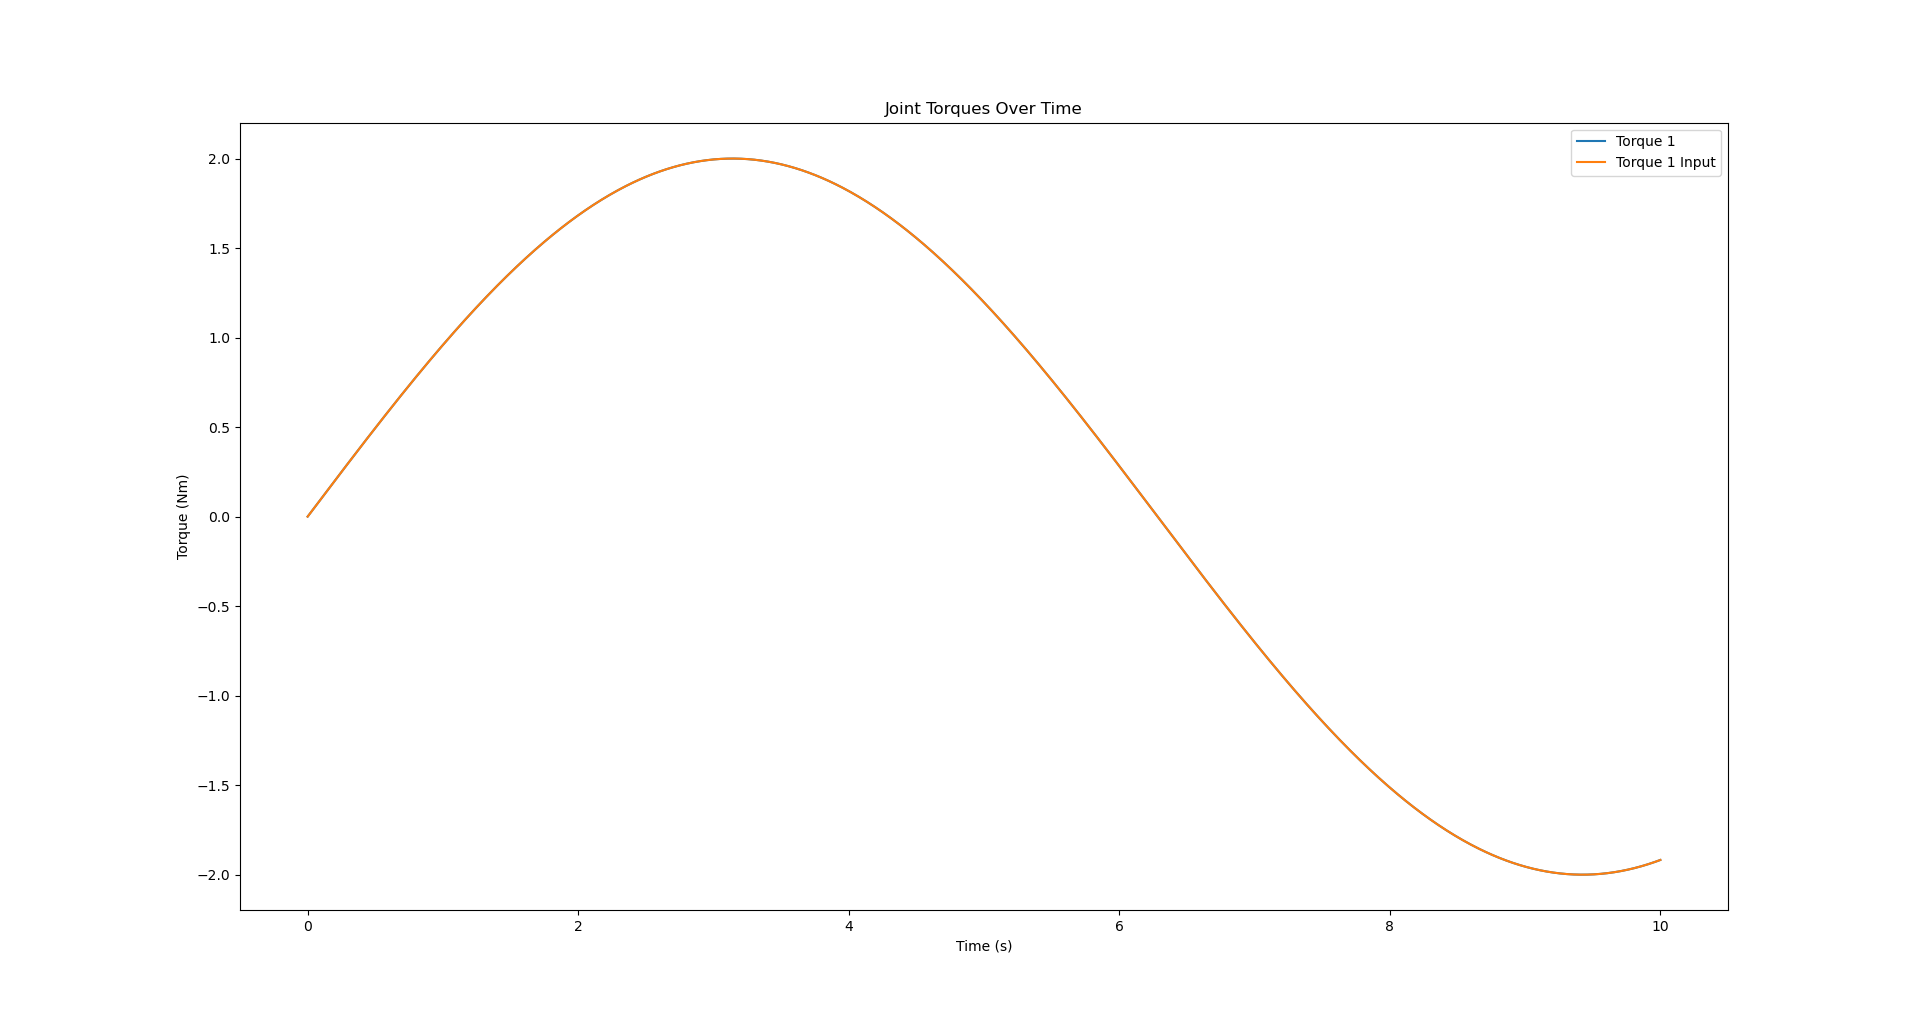 Joint Torques Over Time
Torque 1
Torque 1 Input
2.0
1.5
1.0
0.5
0.0
−0.5
−1.0
−1.5
−2.0
Torque (Nm)
0 2 4 6 8 10
Time (s)